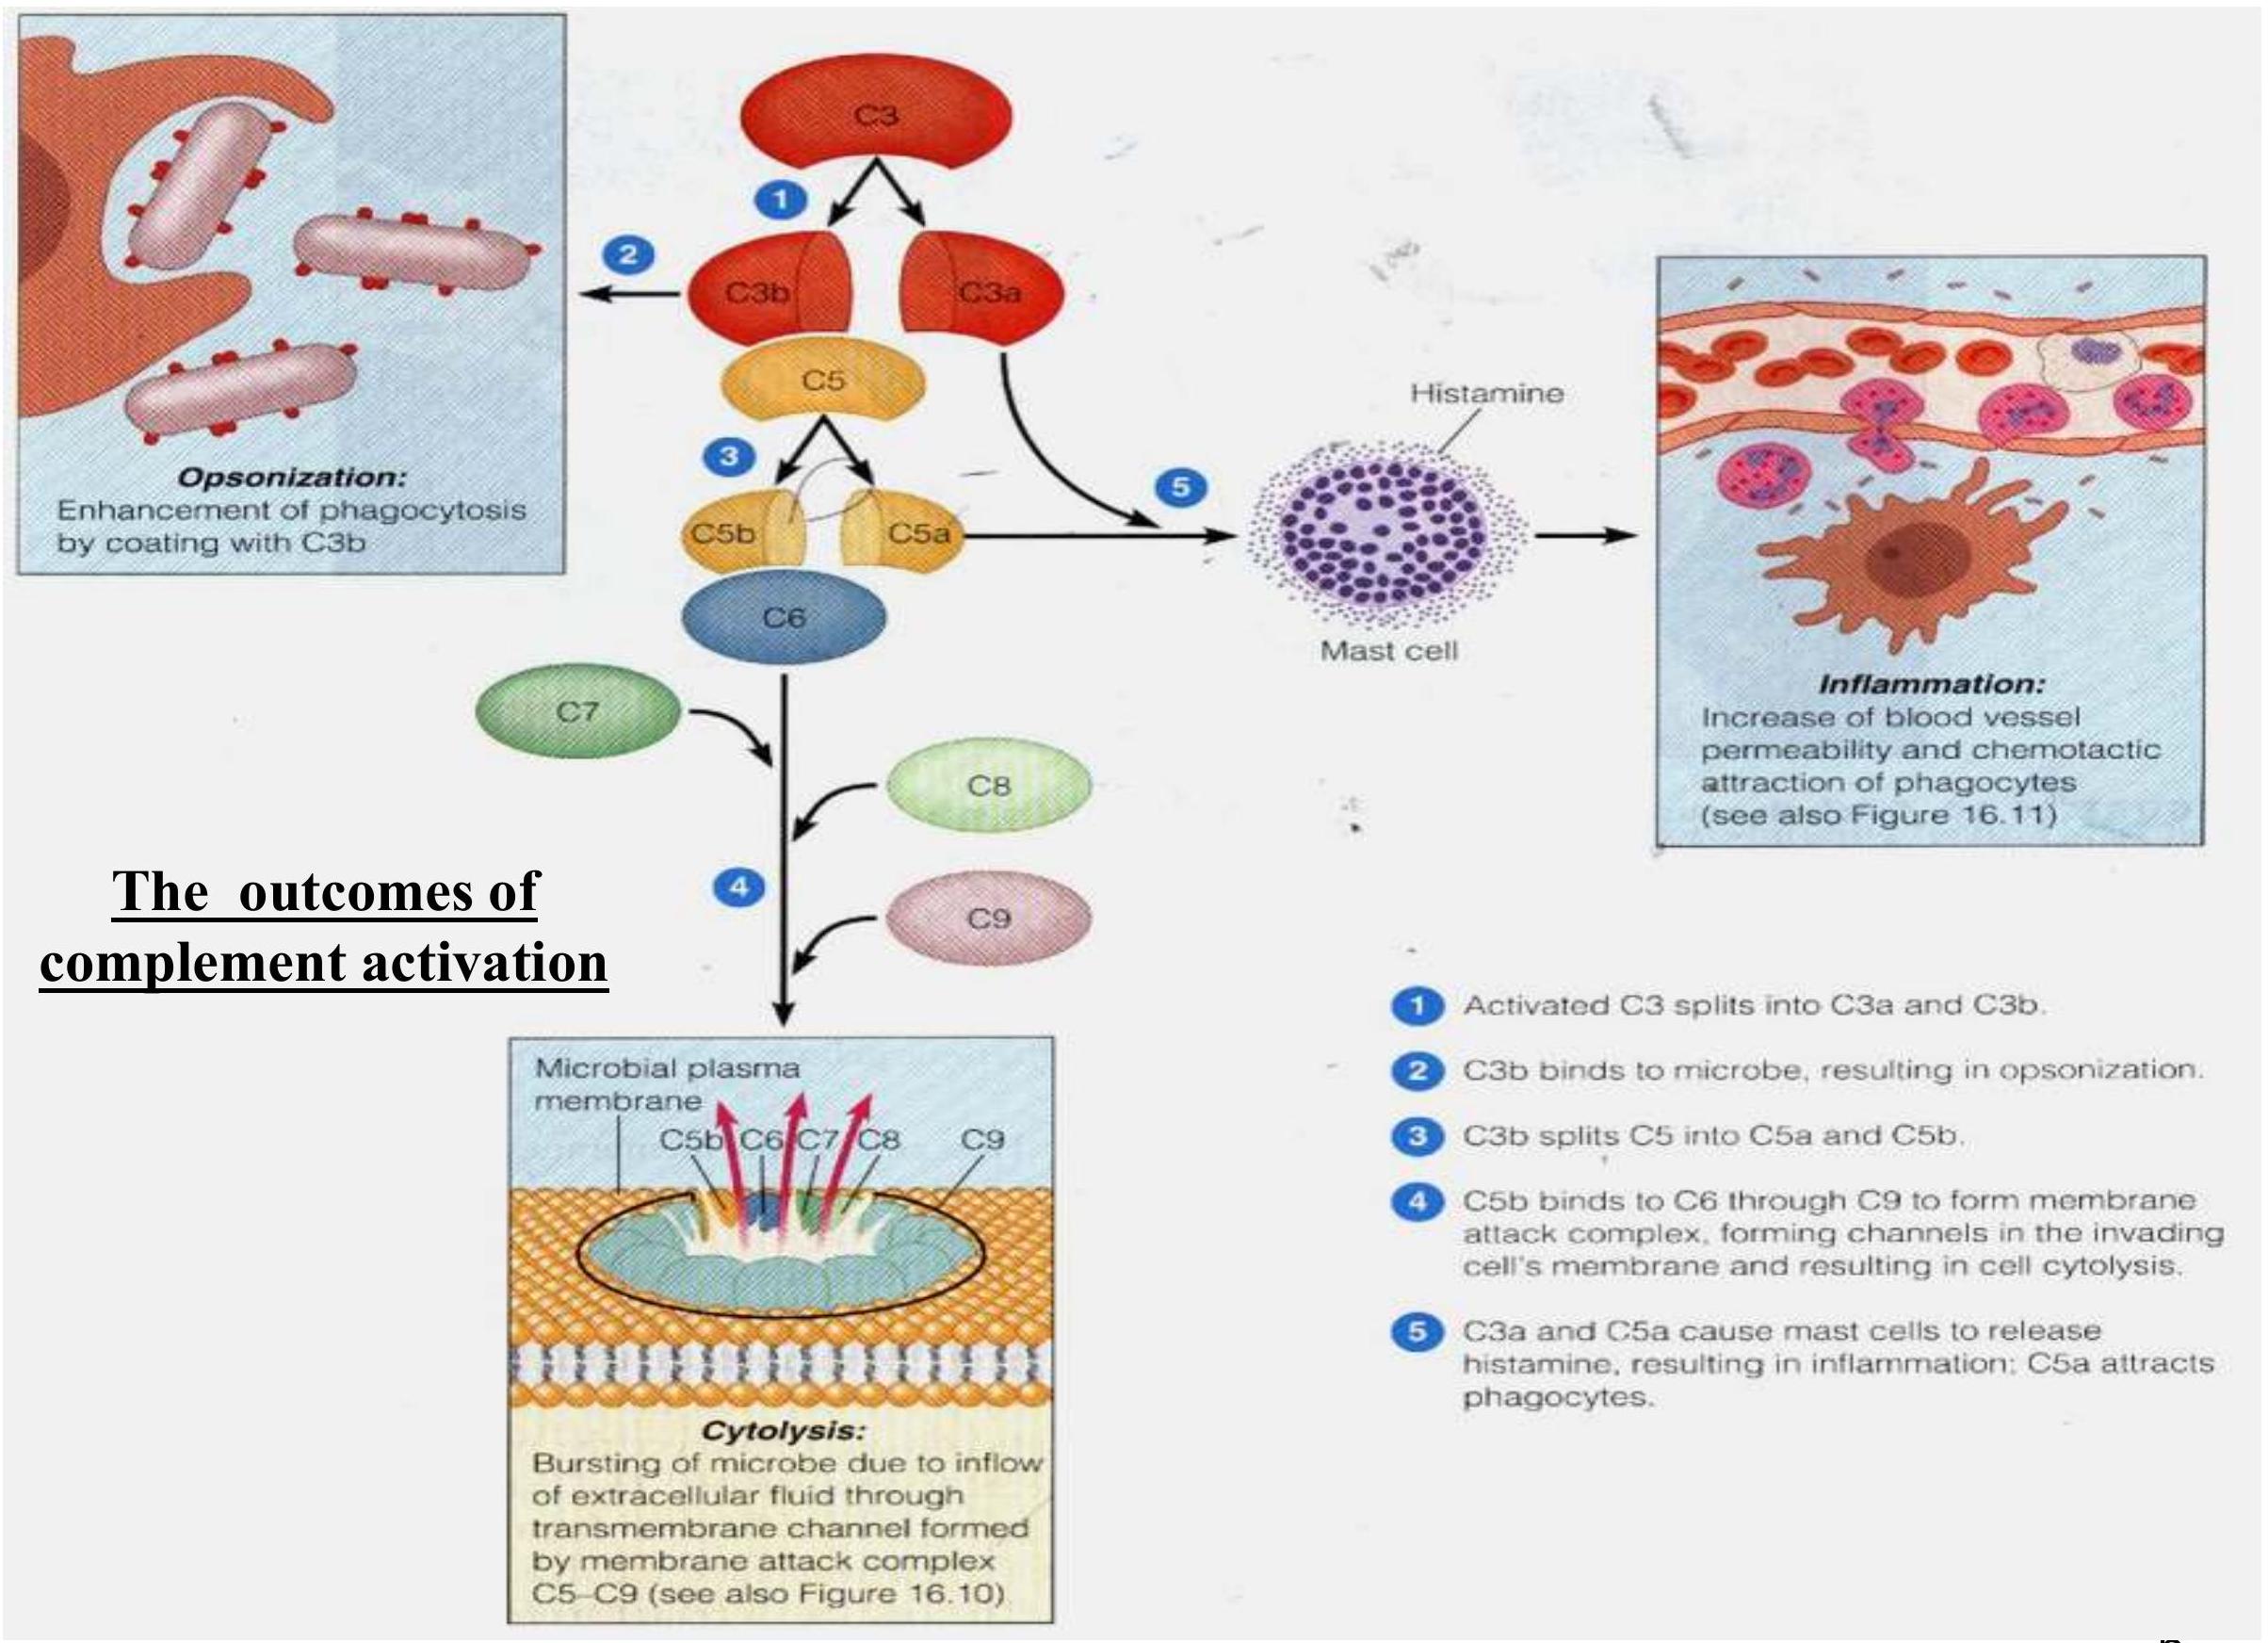 C3
1
2
C3b
C3a
C5
Histamine
3
5
Opsonization:
Enhancement of phagocytosis
by coating with C3b
C5b
C5a
C6
Mast cell
Inflammation:
Increase of blood vessel
permeability and chemotactic
attraction of phagocytes
(see also Figure 16.11)
C7
C8
4
C9
The outcomes of
complement activation
Microbial plasma
membrane
C5b C6 C7 C8 C9
Cytolysis:
Bursting of microbe due to inflow
of extracellular fluid through
transmembrane channel formed
by membrane attack complex
C5–C9 (see also Figure 16.10)
1 Activated C3 splits into C3a and C3b.
2 C3b binds to microbe, resulting in opsonization.
3 C3b splits C5 into C5a and C5b.
4 C5b binds to C6 through C9 to form membrane
attack complex, forming channels in the invading
cell's membrane and resulting in cell cytolysis.
5 C3a and C5a cause mast cells to release
histamine, resulting in inflammation; C5a attracts
phagocytes.